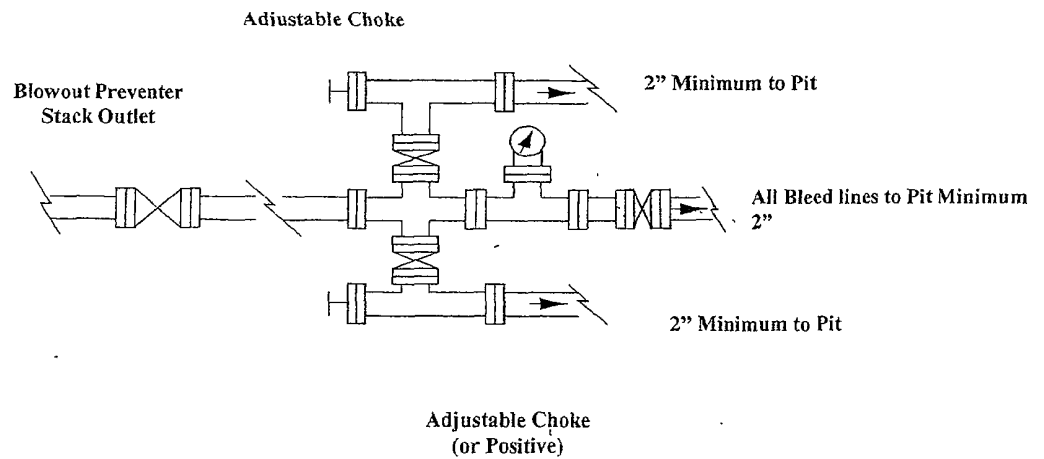 Adjustable Choke
Blowout Preventer
Stack Outlet
2” Minimum to Pit
All Bleed lines to Pit Minimum
2”
2” Minimum to Pit
Adjustable Choke
(or Positive)